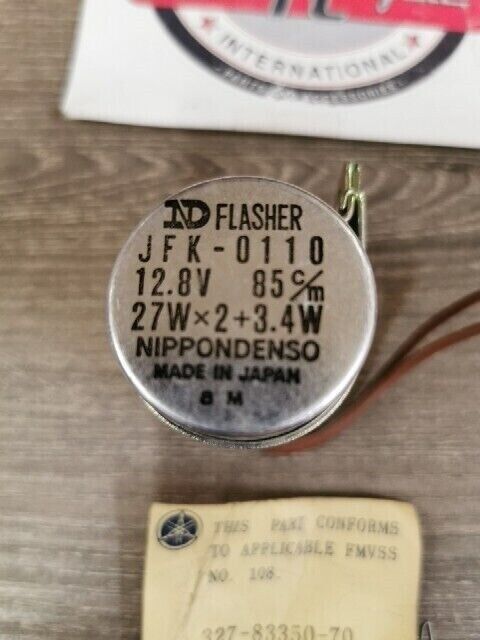 INTERNATIONAL
ND FLASHER
JFK-0110
12.8V 85c/m
27W×2+3.4W
NIPPONDENSO
MADE IN JAPAN
8 M
THIS PART CONFORMS
TO APPLICABLE FMVSS
NO. 108.
327-83350-70